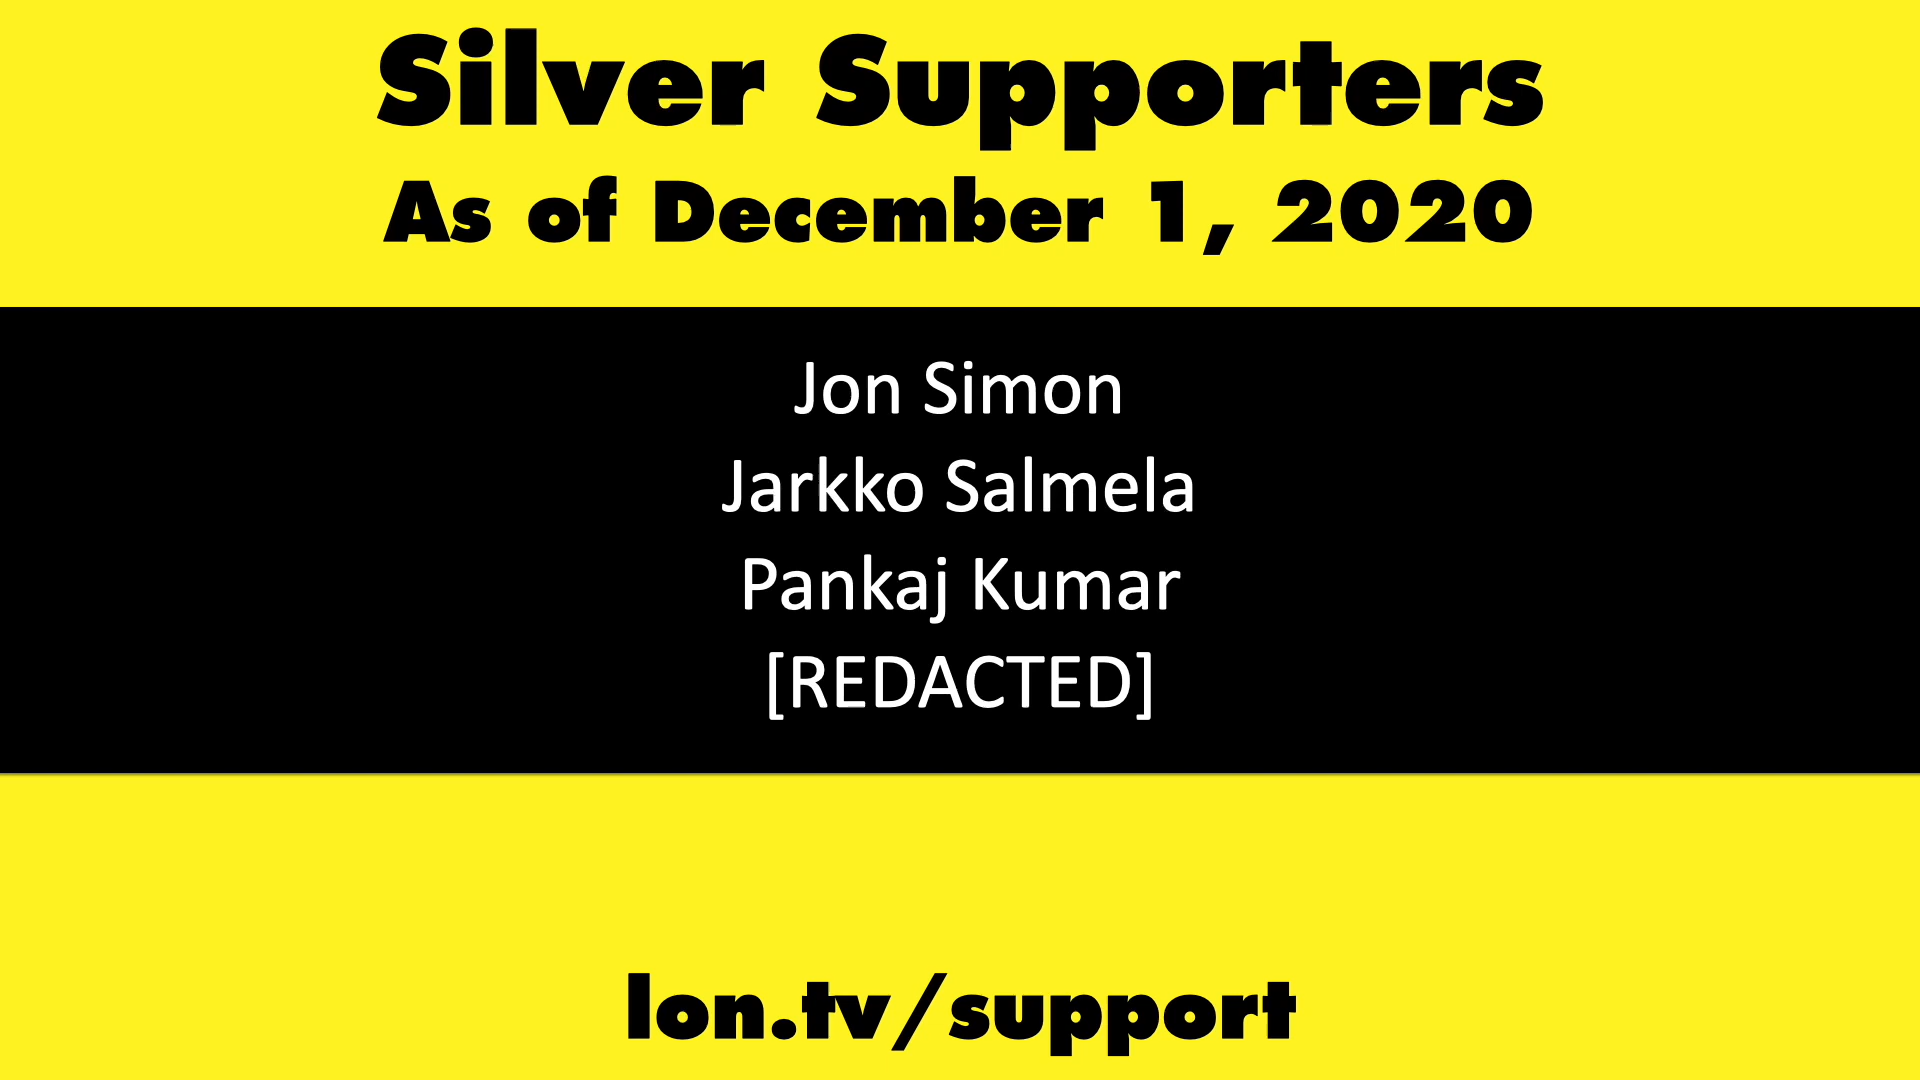 Silver Supporters
As of December 1, 2020
Jon Simon
Jarkko Salmela
Pankaj Kumar
[REDACTED]
lon.tv/support